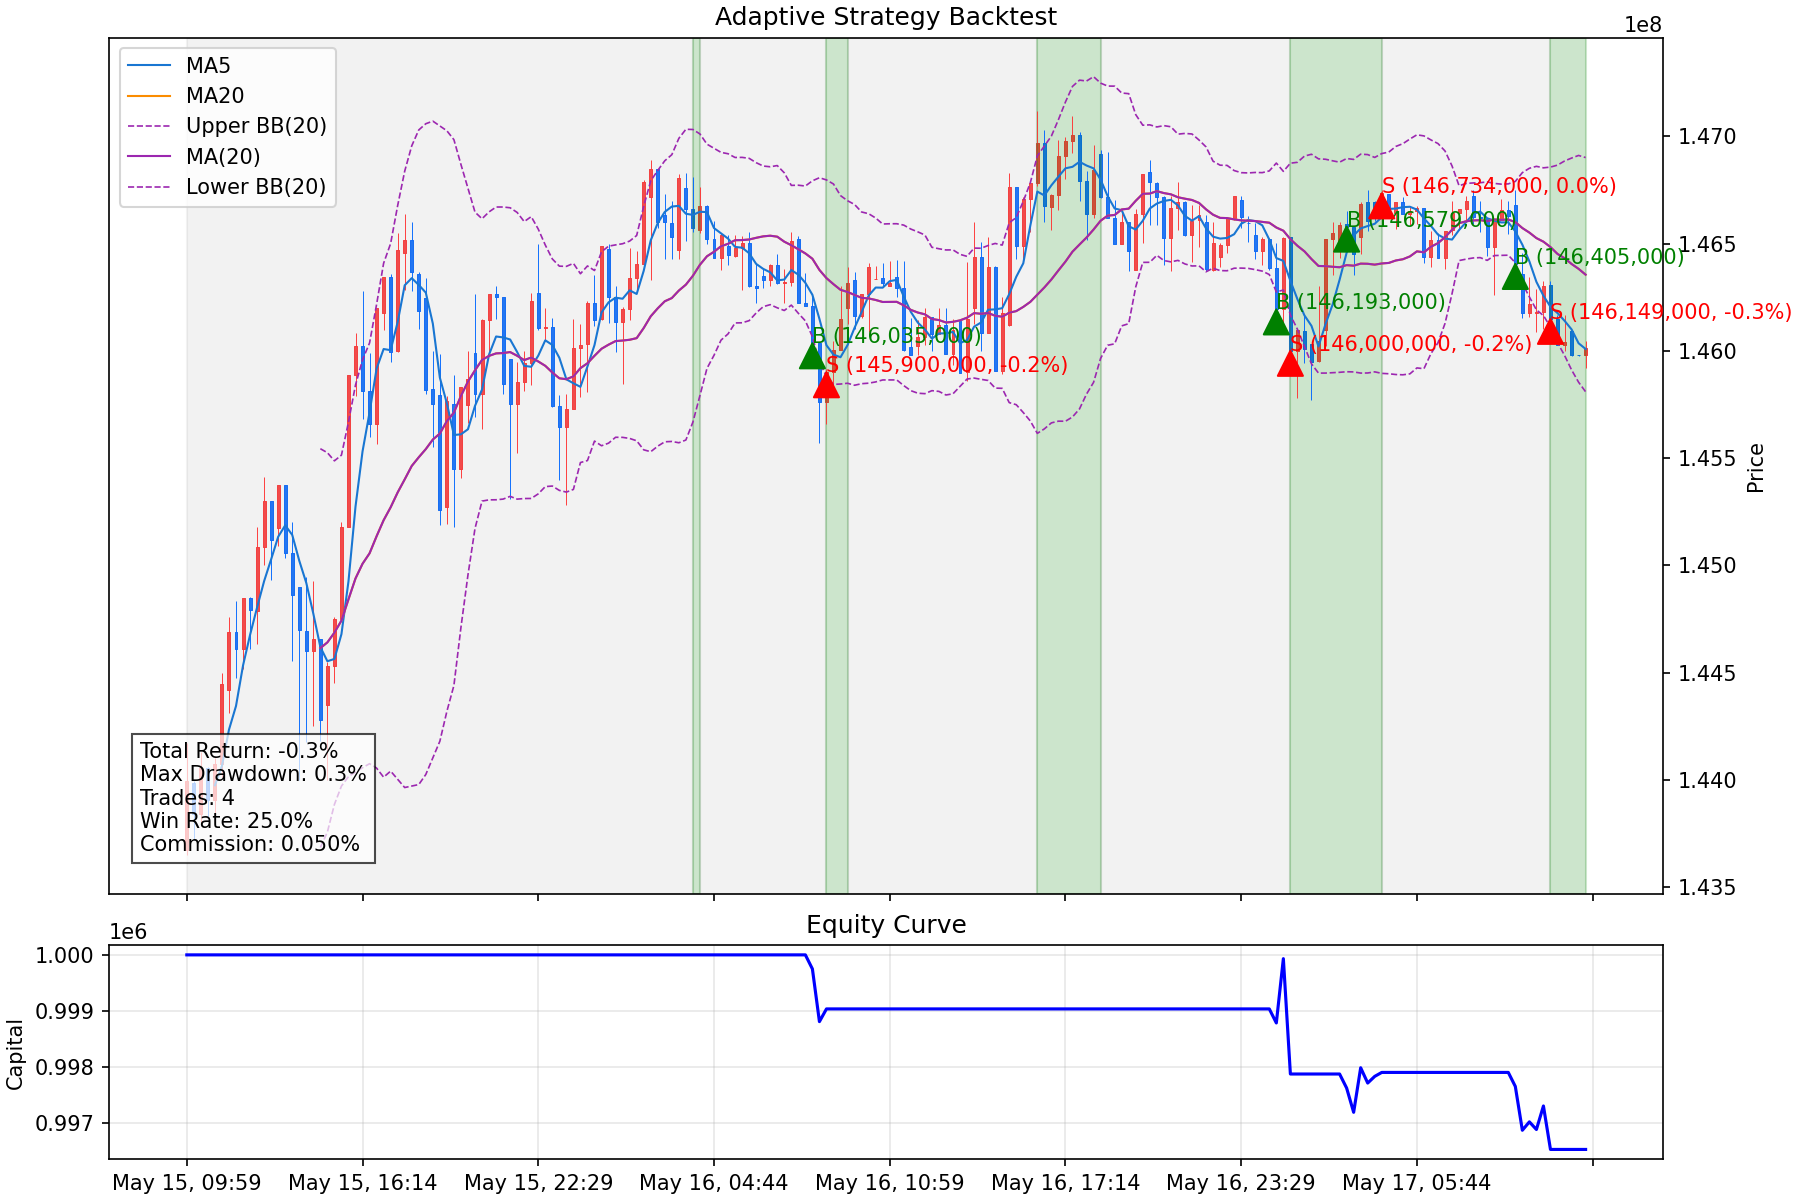 Adaptive Strategy Backtest
1e8
MA5
MA20
Upper BB(20)
MA(20)
Lower BB(20)
1.470
1.465
1.460
1.455
1.450
1.445
1.440
1.435
Price
S (146,734,000, 0.0%)
B (146,579,000)
B (146,405,000)
B (146,193,000)
S (146,149,000, -0.3%)
B (146,035,000)
S (146,000,000, -0.2%)
S (145,900,000, -0.2%)
Total Return: -0.3%
Max Drawdown: 0.3%
Trades: 4
Win Rate: 25.0%
Commission: 0.050%
Equity Curve
1e6
1.000
0.999
0.998
0.997
Capital
May 15, 09:59
May 15, 16:14
May 15, 22:29
May 16, 04:44
May 16, 10:59
May 16, 17:14
May 16, 23:29
May 17, 05:44